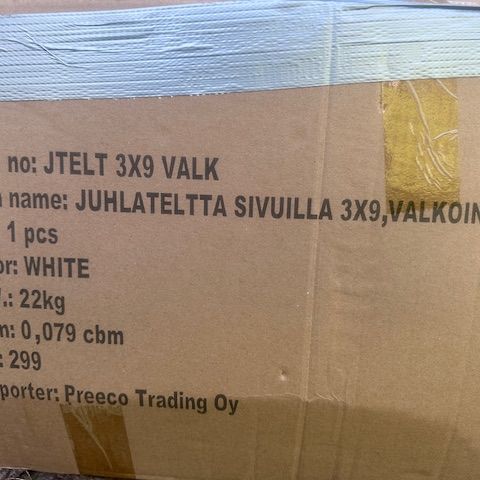 no: JTELT 3X9 VALK
name: JUHLATELTTA SIVUILLA 3X9,VALKOIN
1 pcs
or: WHITE
.: 22kg
m: 0,079 cbm
: 299
porter: Preeco Trading Oy